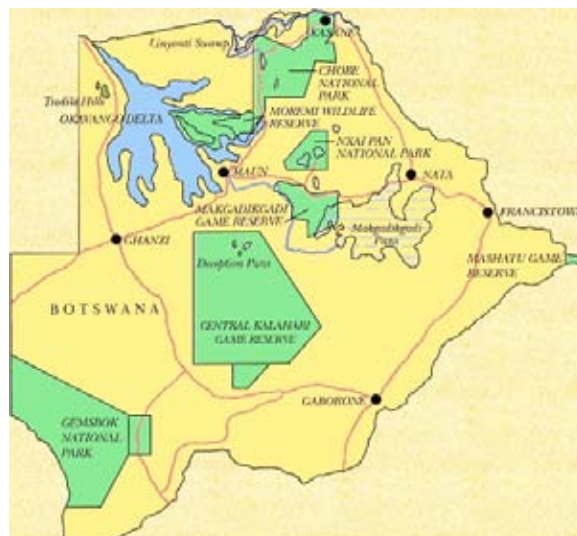 KASANE
Linyanti Swamp
CHOBE
NATIONAL
PARK
Tsodilo Hills
OKAVANGO DELTA
MOREMI WILDLIFE
RESERVE
NXAI PAN
NATIONAL PARK
MAUN
NATA
MAKGADIKGADI
GAME RESERVE
Makgadikgadi
Pans
FRANCISTOWN
GHANZI
Deception Pans
MASHATU GAME
RESERVE
BOTSWANA
CENTRAL KALAHARI
GAME RESERVE
GABORONE
GEMSBOK
NATIONAL
PARK